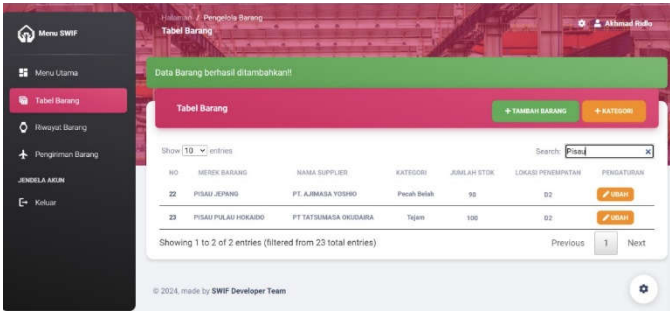 Menu SWIF
Halaman / Pengelola Barang
Tabel Barang
Akhmad Ridlo
Menu Utama
Tabel Barang
Riwayat Barang
Pengiriman Barang
JENDELA AKUN
Keluar
Data Barang berhasil ditambahkan!!
Tabel Barang
+ TAMBAH BARANG
+ KATEGORI
Show 10 entries
Search: Pisau x
NO MEREK BARANG NAMA SUPPLIER KATEGORI JUMLAH STOK LOKASI PENEMPATAN PENGATURAN
22 PISAU JEPANG PT. AJIMASA YOSHIO Pecah Belah 90 D2 UBAH
23 PISAU PULAU HOKAIDO PT TATSUMASA OKUDAIRA Tajam 100 D2 UBAH
Showing 1 to 2 of 2 entries (filtered from 23 total entries)
Previous 1 Next
© 2024, made by SWIF Developer Team